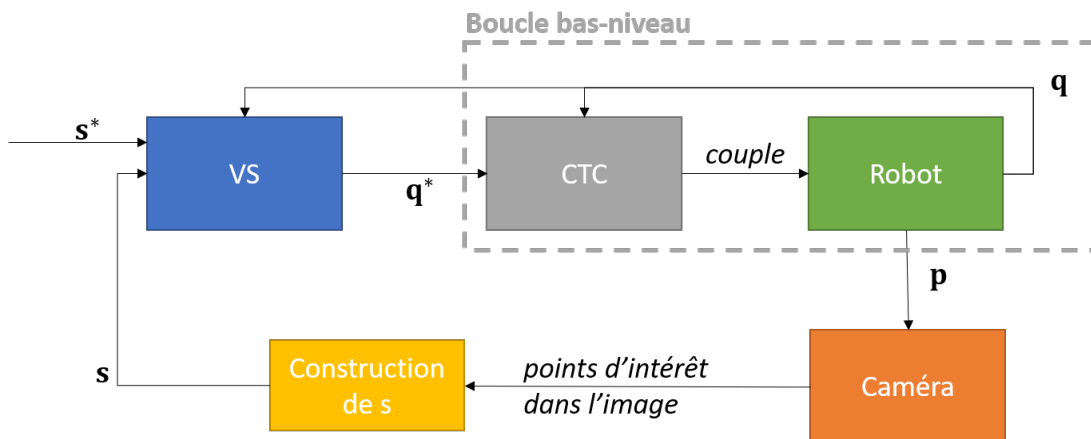 Boucle bas-niveau
q
s*
VS
q*
CTC
couple
Robot
p
s
Construction
de s
points d’intérêt
dans l’image
Caméra